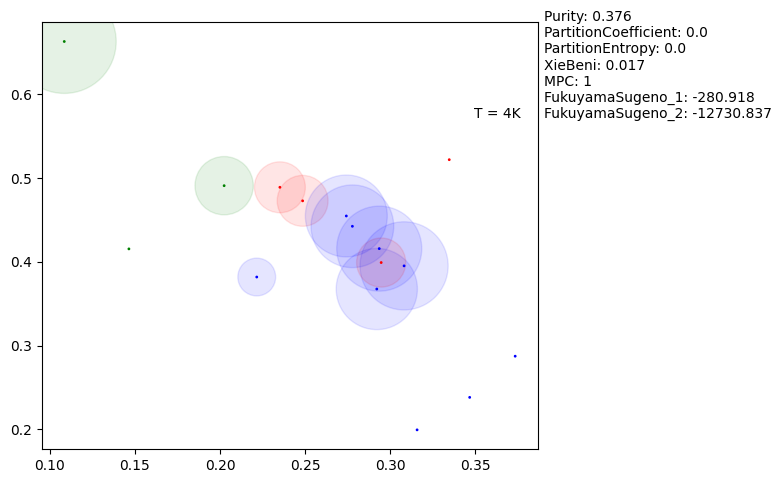 Purity: 0.376
PartitionCoefficient: 0.0
PartitionEntropy: 0.0
XieBeni: 0.017
MPC: 1
FukuyamaSugeno_1: -280.918
FukuyamaSugeno_2: -12730.837
T = 4K
0.6
0.5
0.4
0.3
0.2
0.10 0.15 0.20 0.25 0.30 0.35